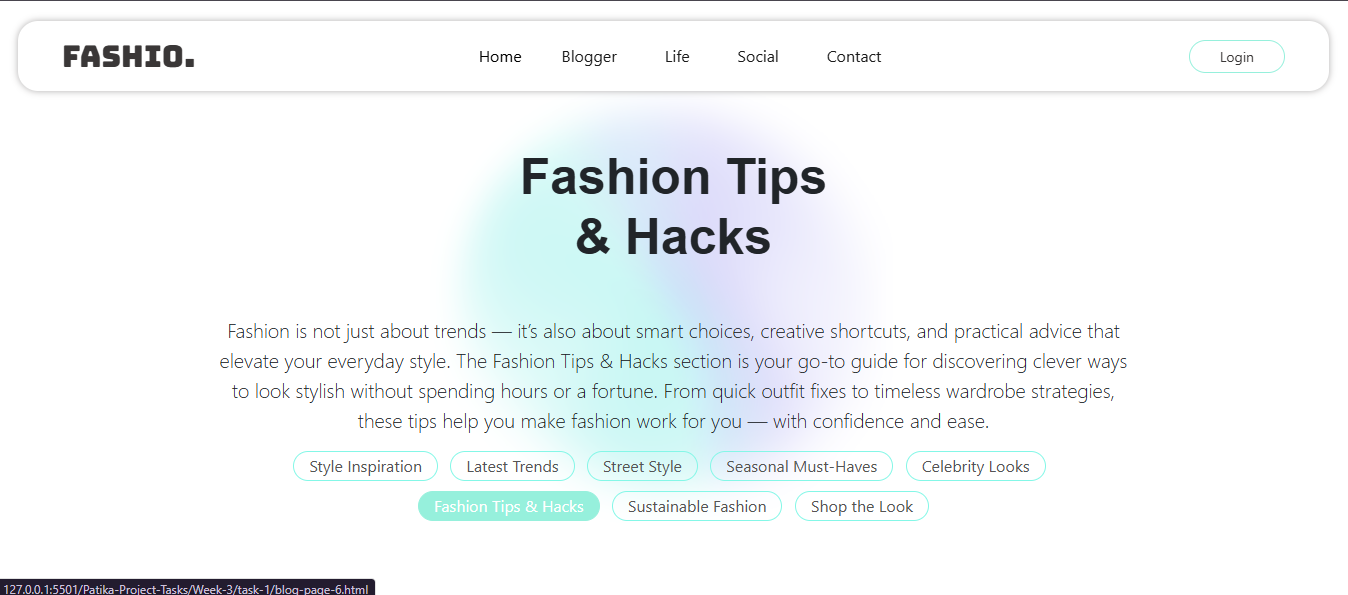 FASHIO.
Home Blogger Life Social Contact Login
Fashion Tips
& Hacks
Fashion is not just about trends — it’s also about smart choices, creative shortcuts, and practical advice that
elevate your everyday style. The Fashion Tips & Hacks section is your go-to guide for discovering clever ways
to look stylish without spending hours or a fortune. From quick outfit fixes to timeless wardrobe strategies,
these tips help you make fashion work for you — with confidence and ease.
Style Inspiration Latest Trends Street Style Seasonal Must-Haves Celebrity Looks
Fashion Tips & Hacks Sustainable Fashion Shop the Look
127.0.0.1:5501/Patika-Project-Tasks/Week-3/task-1/blog-page-6.html